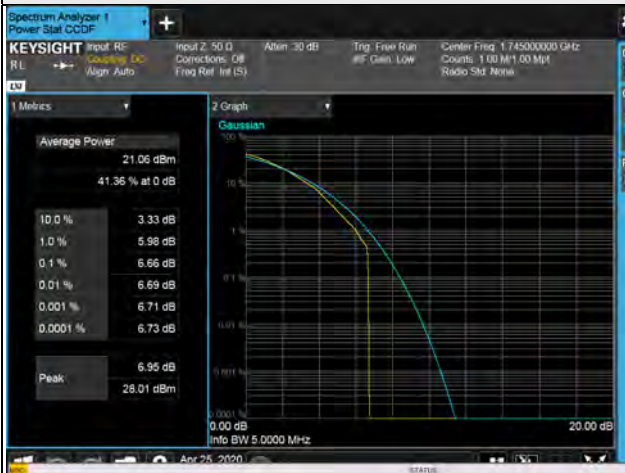 Spectrum Analyzer 1
Power Stat CCDF
+
KEYSIGHT
RL
Input: RF
Coupling: DC
Align: Auto
Input Z: 50 Ω
Corrections: Off
Freq Ref: Int (S)
Atten: 30 dB
Trig: Free Run
#IF Gain: Low
Center Freq: 1.745000000 GHz
Counts: 1.00 M/1.00 Mpt
Radio Std: None
LW
1 Metrics
Average Power
21.06 dBm
41.36 % at 0 dB
10.0 % 3.33 dB
1.0 % 5.98 dB
0.1 % 6.66 dB
0.01 % 6.69 dB
0.001 % 6.71 dB
0.0001 % 6.73 dB
Peak
6.95 dB
28.01 dBm
2 Graph
Gaussian
100 %
10 %
1 %
0.1 %
0.01 %
0.001 %
0.0001 %
0.00 dB 20.00 dB
Info BW 5.0000 MHz
Apr 25, 2020
MSG STATUS